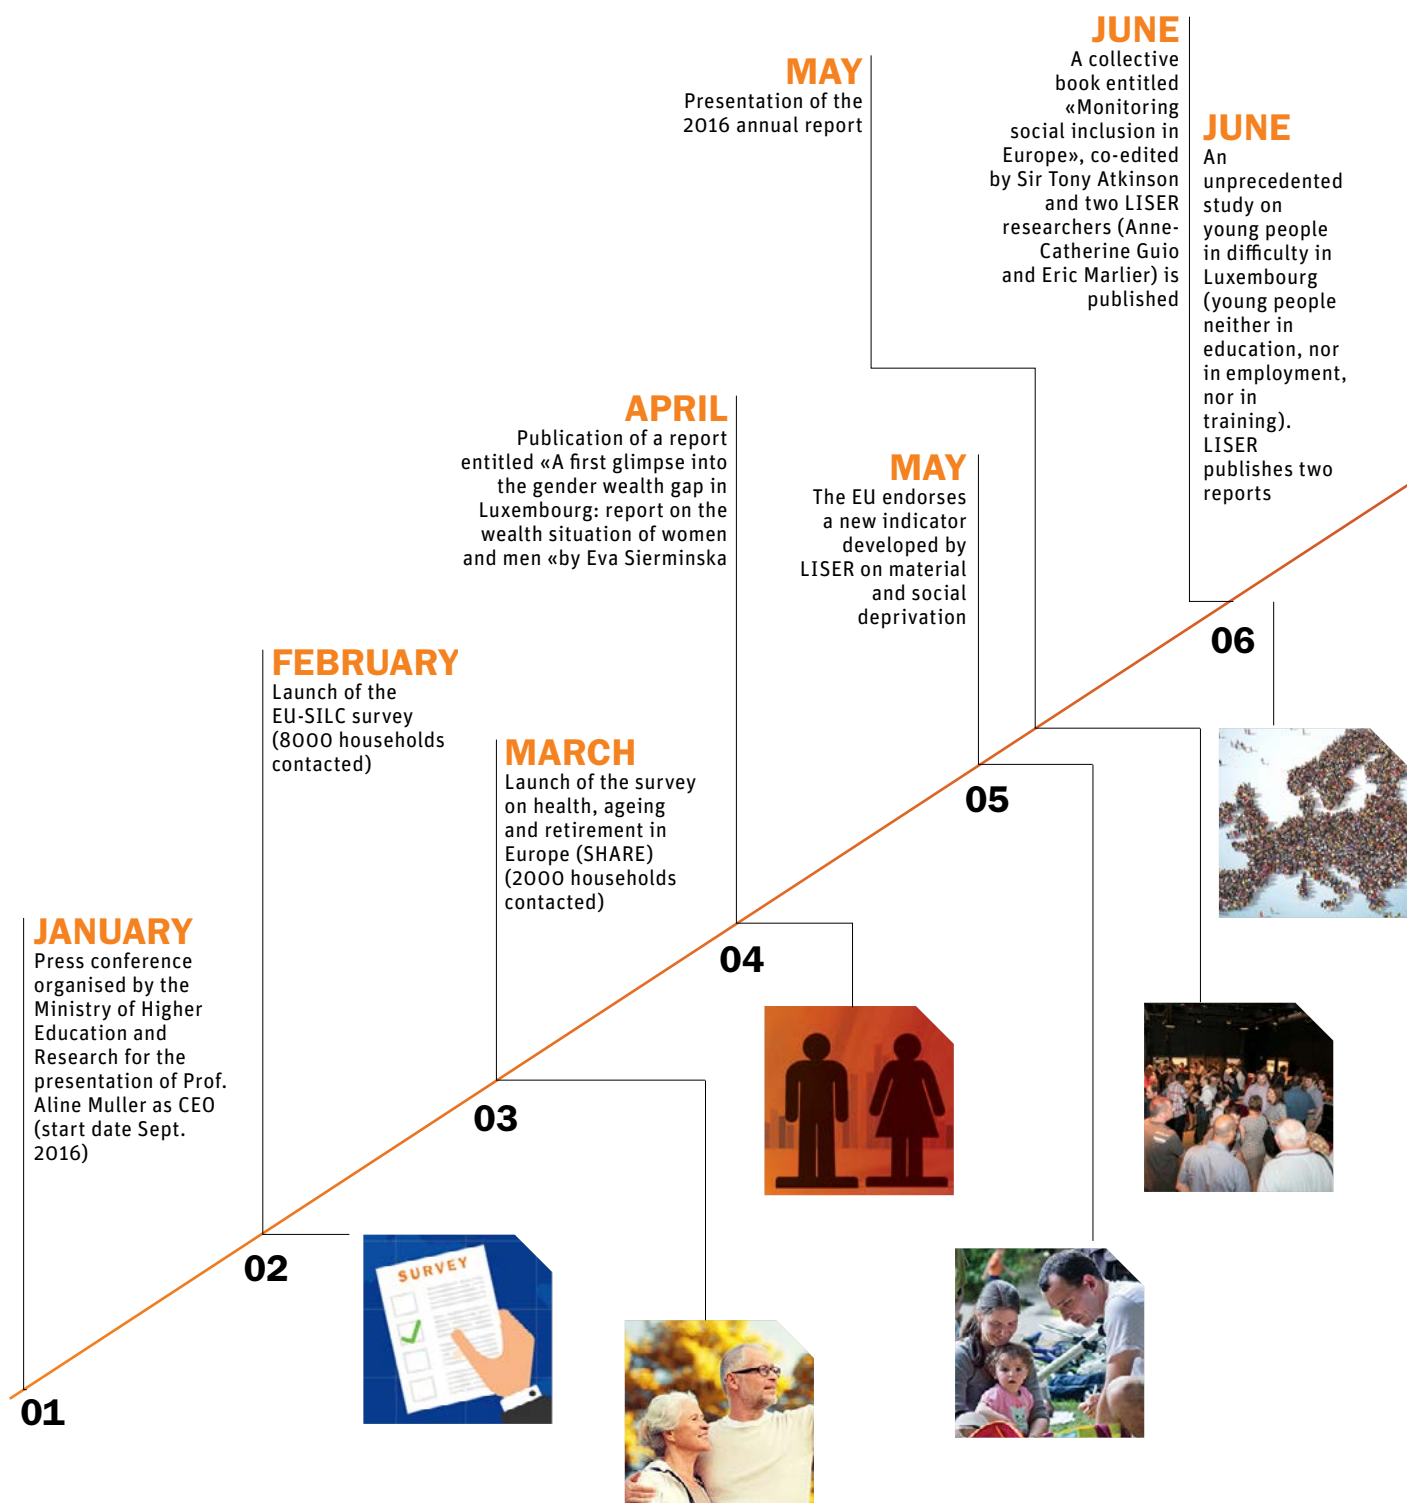 JANUARY
Press conference
organised by the
Ministry of Higher
Education and
Research for the
presentation of Prof.
Aline Muller as CEO
(start date Sept.
2016)
01
FEBRUARY
Launch of the
EU-SILC survey
(8000 households
contacted)
02
SURVEY
MARCH
Launch of the survey
on health, ageing
and retirement in
Europe (SHARE)
(2000 households
contacted)
03
APRIL
Publication of a report
entitled «A first glimpse into
the gender wealth gap in
Luxembourg: report on the
wealth situation of women
and men «by Eva Sierminska
04
MAY
The EU endorses
a new indicator
developed by
LISER on material
and social
deprivation
05
MAY
Presentation of the
2016 annual report
JUNE
A collective
book entitled
«Monitoring
social inclusion in
Europe», co-edited
by Sir Tony Atkinson
and two LISER
researchers (Anne-
Catherine Guio
and Eric Marlier) is
published
JUNE
An
unprecedented
study on
young people
in difficulty in
Luxembourg
(young people
neither in
education, nor
in employment,
nor in
training).
LISER
publishes two
reports
06